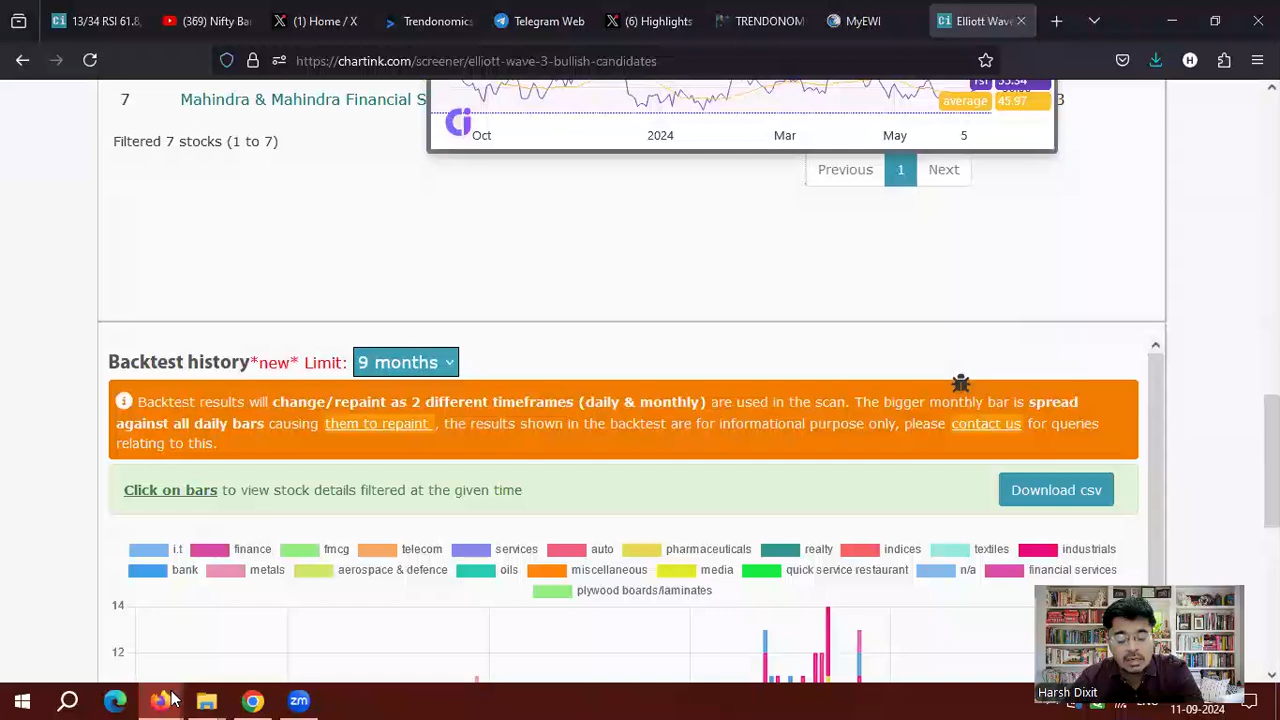 13/34 RSI 61.8,
(369) Nifty Ba
(1) Home / X
Trendonomics
Telegram Web
(6) Highlights
TRENDONOM
MyEWI
Elliott Wave
https://chartink.com/screener/elliott-wave-3-bullish-candidates
7 Mahindra & Mahindra Financial S
rsi 53.34
average 45.97
3
Ci
Oct 2024 Mar May 5
Filtered 7 stocks (1 to 7)
Previous 1 Next
Backtest history*new* Limit: 9 months
Backtest results will change/repaint as 2 different timeframes (daily & monthly) are used in the scan. The bigger monthly bar is spread
against all daily bars causing them to repaint , the results shown in the backtest are for informational purpose only, please contact us for queries
relating to this.
Click on bars to view stock details filtered at the given time
Download csv
i.t finance fmcg telecom services auto pharmaceuticals realty indices textiles industrials
bank metals aerospace & defence oils miscellaneous media quick service restaurant n/a financial services
plywood boards/laminates
14
12
Harsh Dixit
zm
11-09-2024